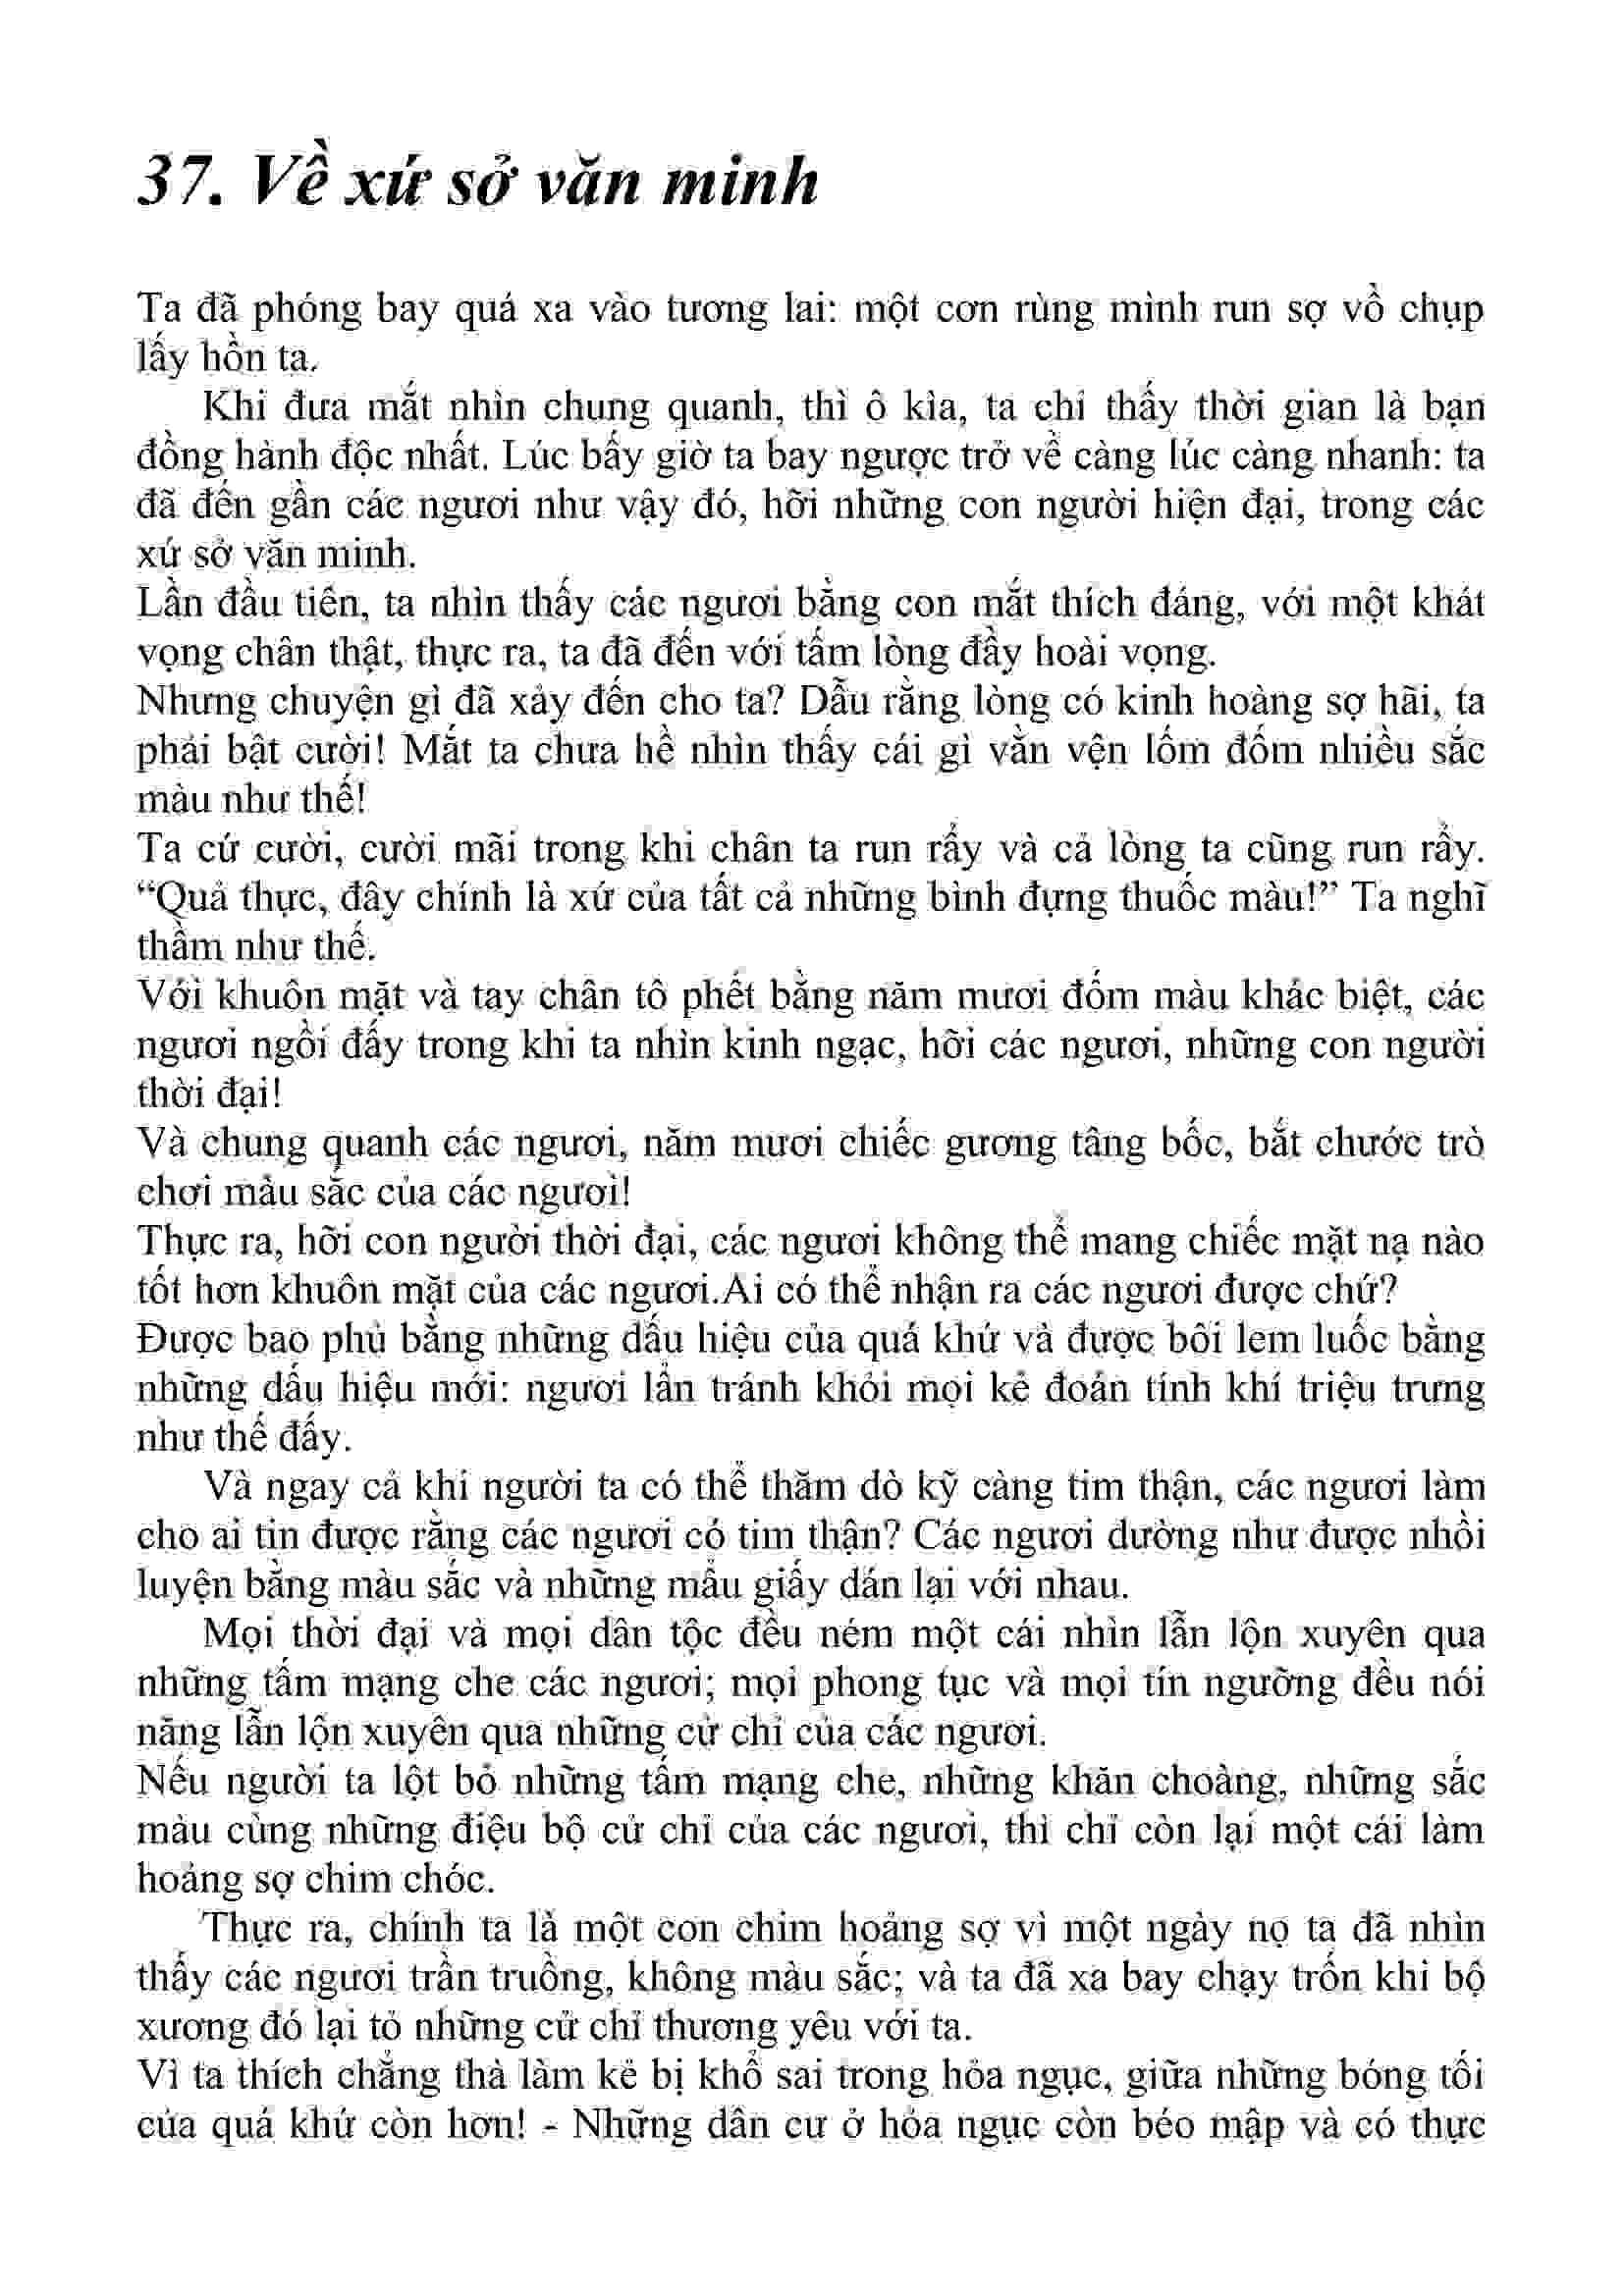 37. Về xứ sở văn minh
Ta đã phóng bay quá xa vào tương lai: một cơn rùng mình run sợ vồ chụp
lấy hồn ta.
Khi đưa mắt nhìn chung quanh, thì ô kìa, ta chỉ thấy thời gian là bạn
đồng hành độc nhất. Lúc bấy giờ ta bay ngược trở về càng lúc càng nhanh: ta
đã đến gần các ngươi như vậy đó, hỡi những con người hiện đại, trong các
xứ sở văn minh.
Lần đầu tiên, ta nhìn thấy các ngươi bằng con mắt thích đáng, với một khát
vọng chân thật, thực ra, ta đã đến với tấm lòng đầy hoài vọng.
Nhưng chuyện gì đã xảy đến cho ta? Dẫu rằng lòng có kinh hoàng sợ hãi, ta
phải bật cười! Mắt ta chưa hề nhìn thấy cái gì vằn vện lốm đốm nhiều sắc
màu như thế!
Ta cứ cười, cười mãi trong khi chân ta run rẩy và cả lòng ta cũng run rẩy.
“Quả thực, đây chính là xứ của tất cả những bình đựng thuốc màu!” Ta nghĩ
thầm như thế.
Với khuôn mặt và tay chân tô phết bằng năm mươi đốm màu khác biệt, các
ngươi ngồi đấy trong khi ta nhìn kinh ngạc, hỡi các ngươi, những con người
thời đại!
Và chung quanh các ngươi, năm mươi chiếc gương tâng bốc, bắt chước trò
chơi màu sắc của các ngươi!
Thực ra, hỡi con người thời đại, các ngươi không thể mang chiếc mặt nạ nào
tốt hơn khuôn mặt của các ngươi.Ai có thể nhận ra các ngươi được chứ?
Được bao phủ bằng những dấu hiệu của quá khứ và được bôi lem luốc bằng
những dấu hiệu mới: ngươi lẩn tránh khỏi mọi kẻ đoán tính khí triệu trưng
như thế đấy.
Và ngay cả khi người ta có thể thăm dò kỹ càng tim thận, các ngươi làm
cho ai tin được rằng các ngươi có tim thận? Các ngươi dường như được nhồi
luyện bằng màu sắc và những mẩu giấy dán lại với nhau.
Mọi thời đại và mọi dân tộc đều ném một cái nhìn lẫn lộn xuyên qua
những tấm mạng che các ngươi; mọi phong tục và mọi tín ngưỡng đều nói
năng lẫn lộn xuyên qua những cử chỉ của các ngươi.
Nếu người ta lột bỏ những tấm mạng che, những khăn choàng, những sắc
màu cùng những điệu bộ cử chỉ của các ngươi, thì chỉ còn lại một cái làm
hoảng sợ chim chóc.
Thực ra, chính ta là một con chim hoảng sợ vì một ngày nọ ta đã nhìn
thấy các ngươi trần truồng, không màu sắc; và ta đã xa bay chạy trốn khi bộ
xương đó lại tỏ những cử chỉ thương yêu với ta.
Vì ta thích chẳng thà làm kẻ bị khổ sai trong hỏa ngục, giữa những bóng tối
của quá khứ còn hơn! - Những dân cư ở hỏa ngục còn béo mập và có thực